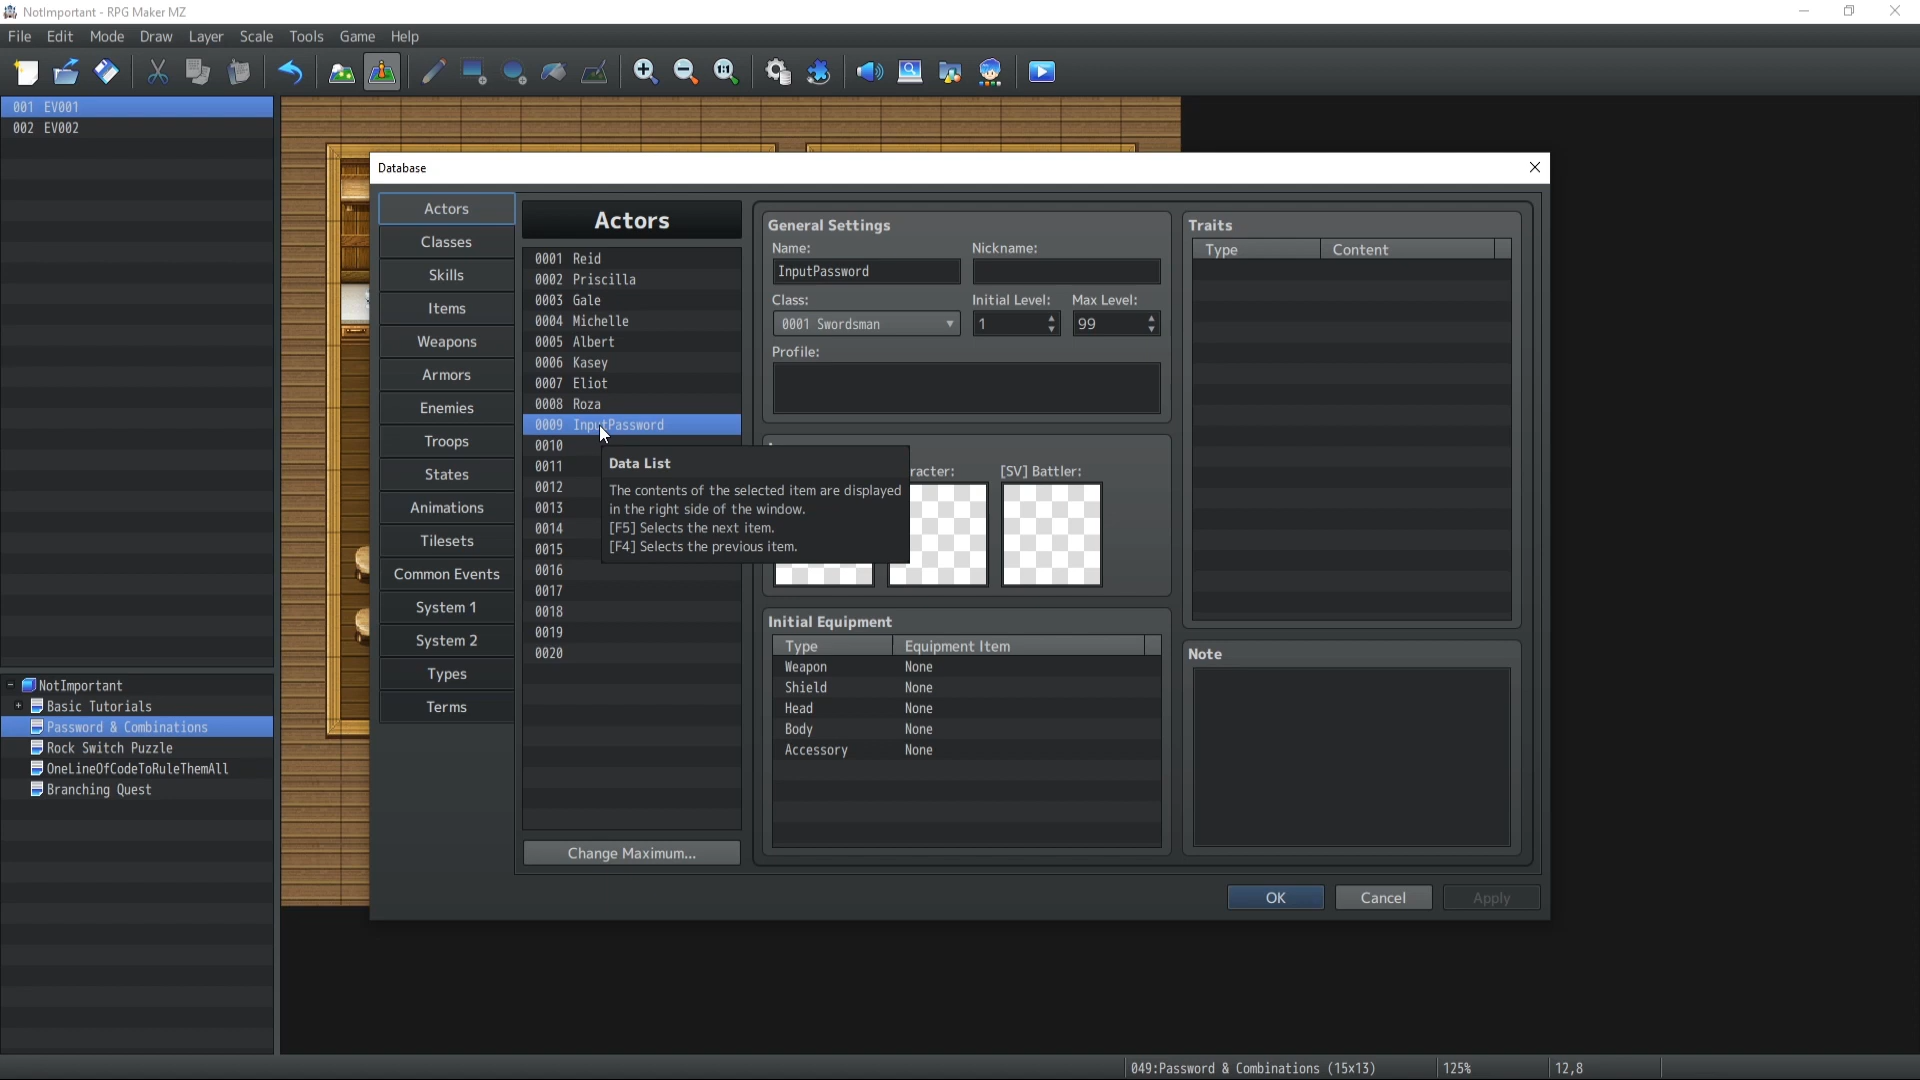 NotImportant - RPG Maker MZ
File Edit Mode Draw Layer Scale Tools Game Help
1:1
001 EV001
002 EV002
Database
Actors
Classes
Skills
Items
Weapons
Armors
Enemies
Troops
States
Animations
Tilesets
Common Events
System 1
System 2
Types
Terms
Actors
0001 Reid
0002 Priscilla
0003 Gale
0004 Michelle
0005 Albert
0006 Kasey
0007 Eliot
0008 Roza
0009 InputPassword
0010
0011
0012
0013
0014
0015
0016
0017
0018
0019
0020
Change Maximum...
Data List
The contents of the selected item are displayed
in the right side of the window.
[F5] Selects the next item.
[F4] Selects the previous item.
General Settings
Name: Nickname:
InputPassword
Class: Initial Level: Max Level:
0001 Swordsman 1 99
Profile:
racter: [SV] Battler:
Initial Equipment
Type Equipment Item
Weapon None
Shield None
Head None
Body None
Accessory None
Traits
Type Content
Note
OK Cancel Apply
NotImportant
Basic Tutorials
Password & Combinations
Rock Switch Puzzle
OneLineOfCodeToRuleThemAll
Branching Quest
049:Password & Combinations (15x13) 125% 12,8